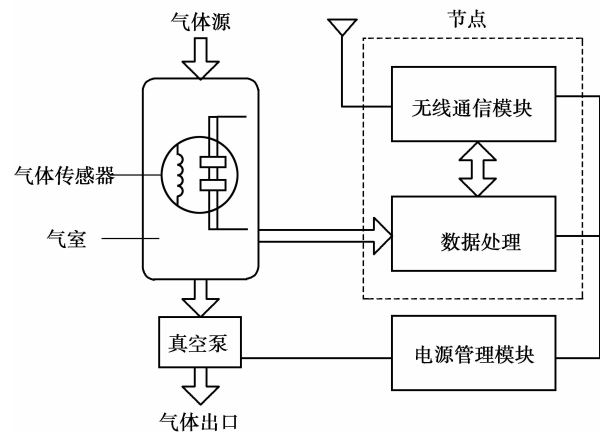 气体源
节点
无线通信模块
气体传感器
气室
数据处理
真空泵
电源管理模块
气体出口